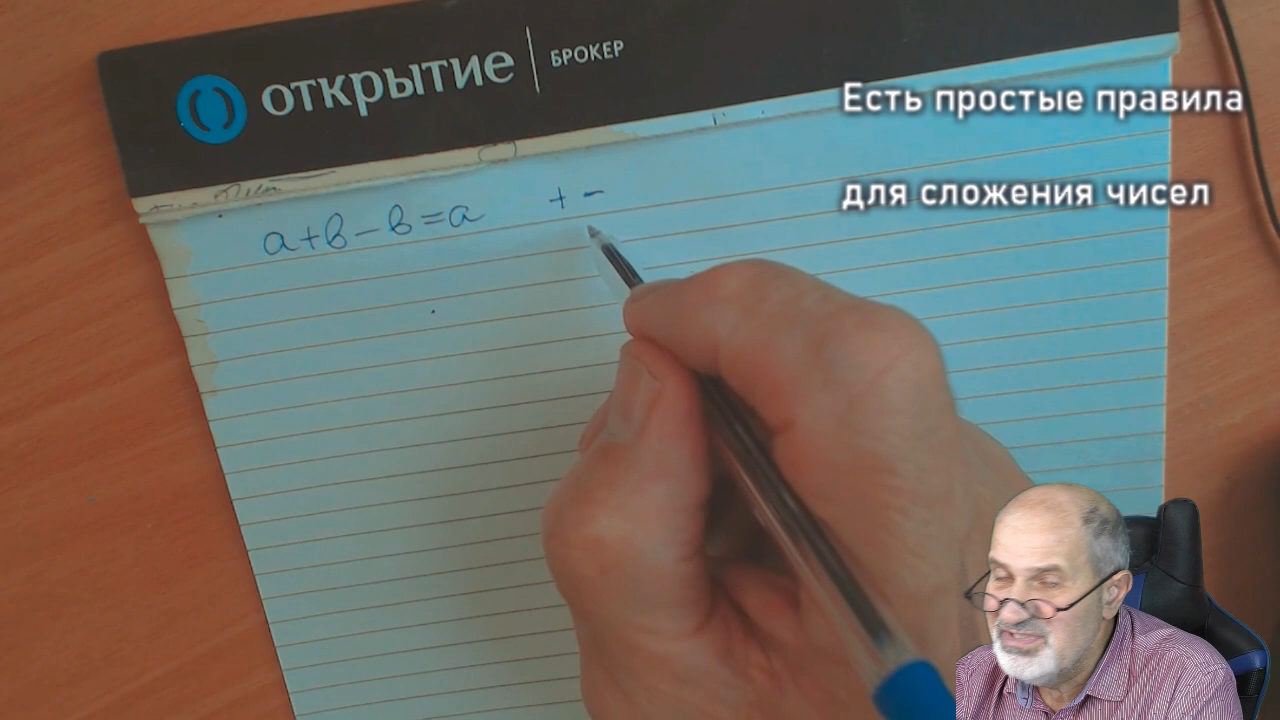 открытие БРОКЕР
Есть простые правила
для сложения чисел
a+b-b=a + -